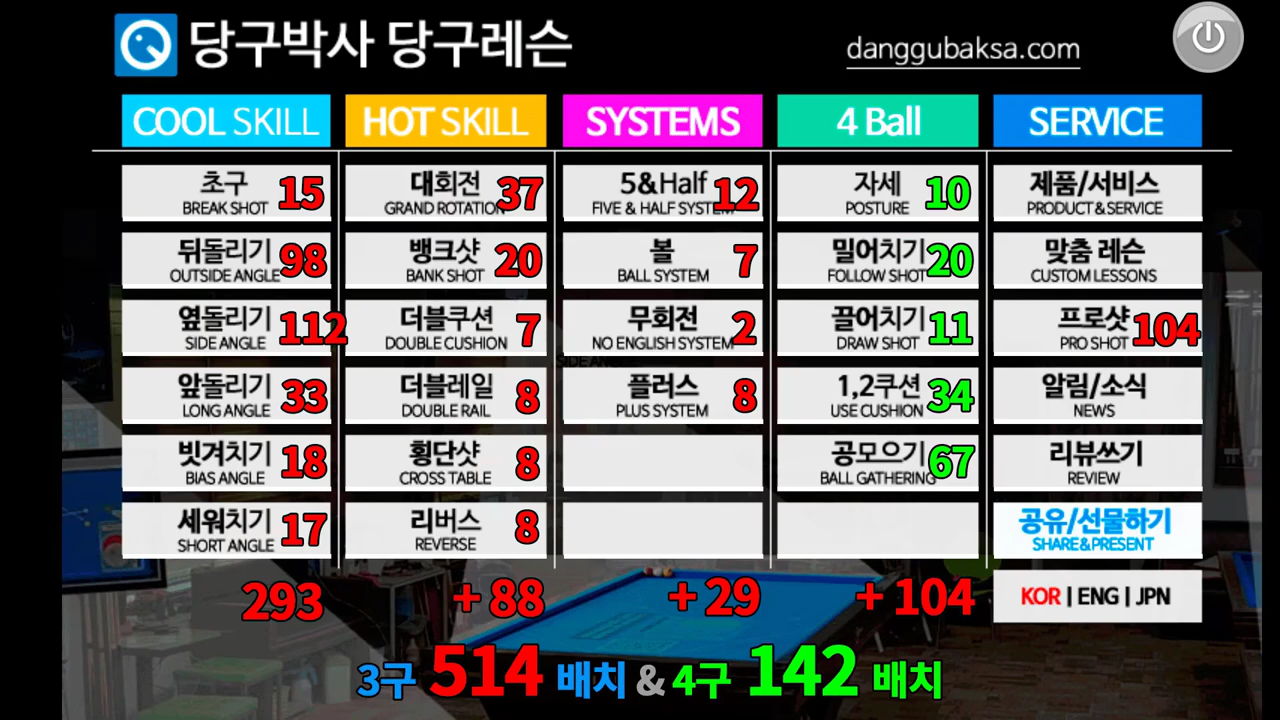 당구박사 당구레슨
danggubaksa.com
COOL SKILL
HOT SKILL
SYSTEMS
4 Ball
SERVICE
초구 15
BREAK SHOT
대회전 37
GRAND ROTATION
5&Half 12
FIVE & HALF SYSTEM
자세 10
POSTURE
제품/서비스
PRODUCT & SERVICE
뒤돌리기 98
OUTSIDE ANGLE
뱅크샷 20
BANK SHOT
볼 7
BALL SYSTEM
밀어치기 20
FOLLOW SHOT
맞춤 레슨
CUSTOM LESSONS
옆돌리기 112
SIDE ANGLE
더블쿠션 7
DOUBLE CUSHION
무회전 2
NO ENGLISH SYSTEM
끌어치기 11
DRAW SHOT
프로샷 104
PRO SHOT
앞돌리기 33
LONG ANGLE
더블레일 8
DOUBLE RAIL
플러스 8
PLUS SYSTEM
1,2쿠션 34
USE CUSHION
알림/소식
NEWS
빗겨치기 18
BIAS ANGLE
횡단샷 8
CROSS TABLE
공모으기 67
BALL GATHERING
리뷰쓰기
REVIEW
세워치기 17
SHORT ANGLE
리버스 8
REVERSE
공유/선물하기
SHARE & PRESENT
293 + 88 + 29 + 104
KOR | ENG | JPN
3구 514 배치 & 4구 142 배치